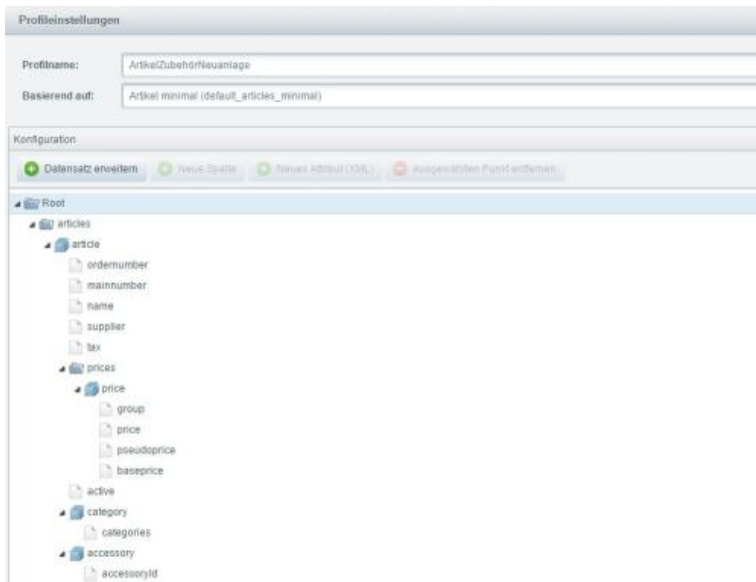 Profileinstellungen
Profilname: ArtikelZubehörNeuanlage
Basierend auf: Artikel minimal (default_articles_minimal)
Konfiguration
Datensatz erweitern Neue Spalte Neues Attribut (XML) Ausgewählten Punkt entfernen
Root
articles
article
ordernumber
mainnumber
name
supplier
tax
prices
price
group
price
pseudoprice
baseprice
active
category
categories
accessory
accessoryId